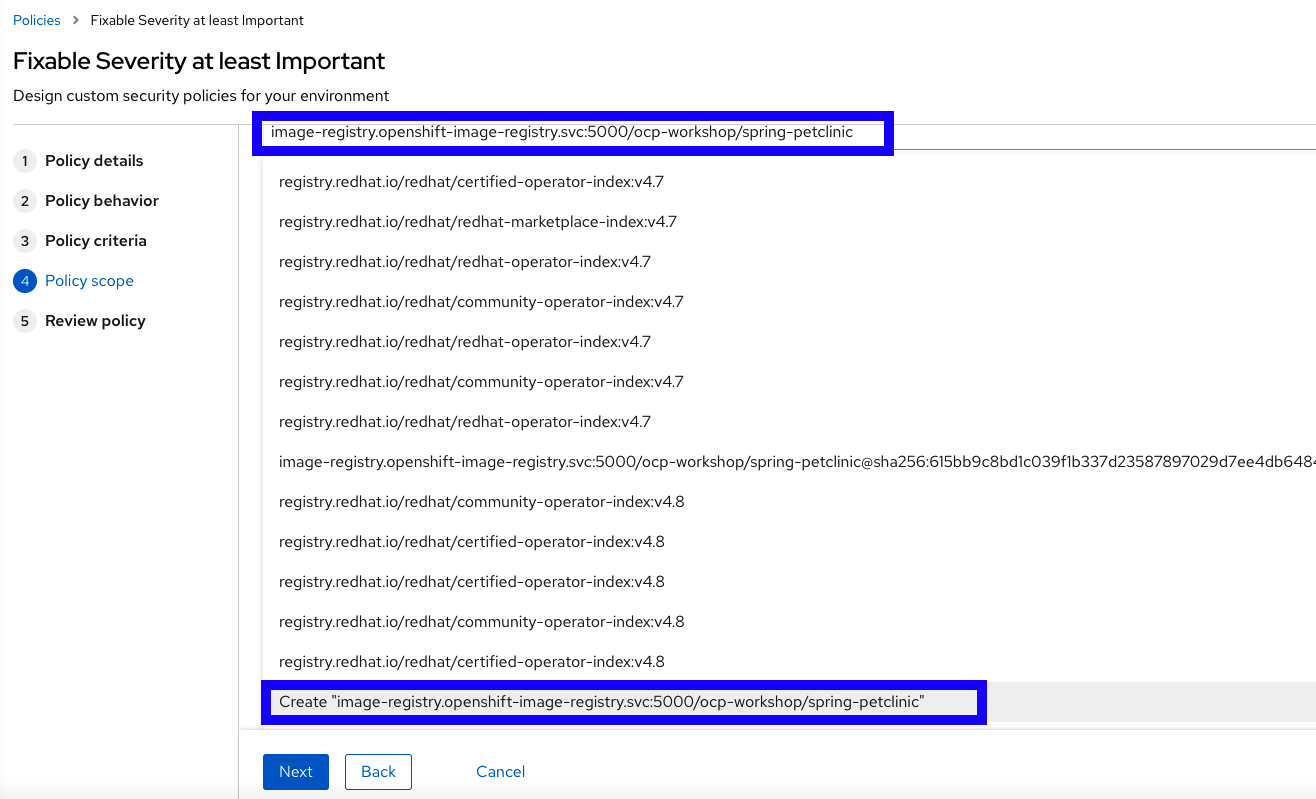 Policies > Fixable Severity at least Important
Fixable Severity at least Important
Design custom security policies for your environment
1 Policy details
2 Policy behavior
3 Policy criteria
4 Policy scope
5 Review policy
image-registry.openshift-image-registry.svc:5000/ocp-workshop/spring-petclinic
registry.redhat.io/redhat/certified-operator-index:v4.7
registry.redhat.io/redhat/redhat-marketplace-index:v4.7
registry.redhat.io/redhat/redhat-operator-index:v4.7
registry.redhat.io/redhat/community-operator-index:v4.7
registry.redhat.io/redhat/redhat-operator-index:v4.7
registry.redhat.io/redhat/community-operator-index:v4.7
registry.redhat.io/redhat/redhat-operator-index:v4.7
image-registry.openshift-image-registry.svc:5000/ocp-workshop/spring-petclinic@sha256:615bb9c8bd1c039f1b337d23587897029d7ee4db6484
registry.redhat.io/redhat/community-operator-index:v4.8
registry.redhat.io/redhat/certified-operator-index:v4.8
registry.redhat.io/redhat/certified-operator-index:v4.8
registry.redhat.io/redhat/community-operator-index:v4.8
registry.redhat.io/redhat/certified-operator-index:v4.8
Create "image-registry.openshift-image-registry.svc:5000/ocp-workshop/spring-petclinic"
Next Back Cancel